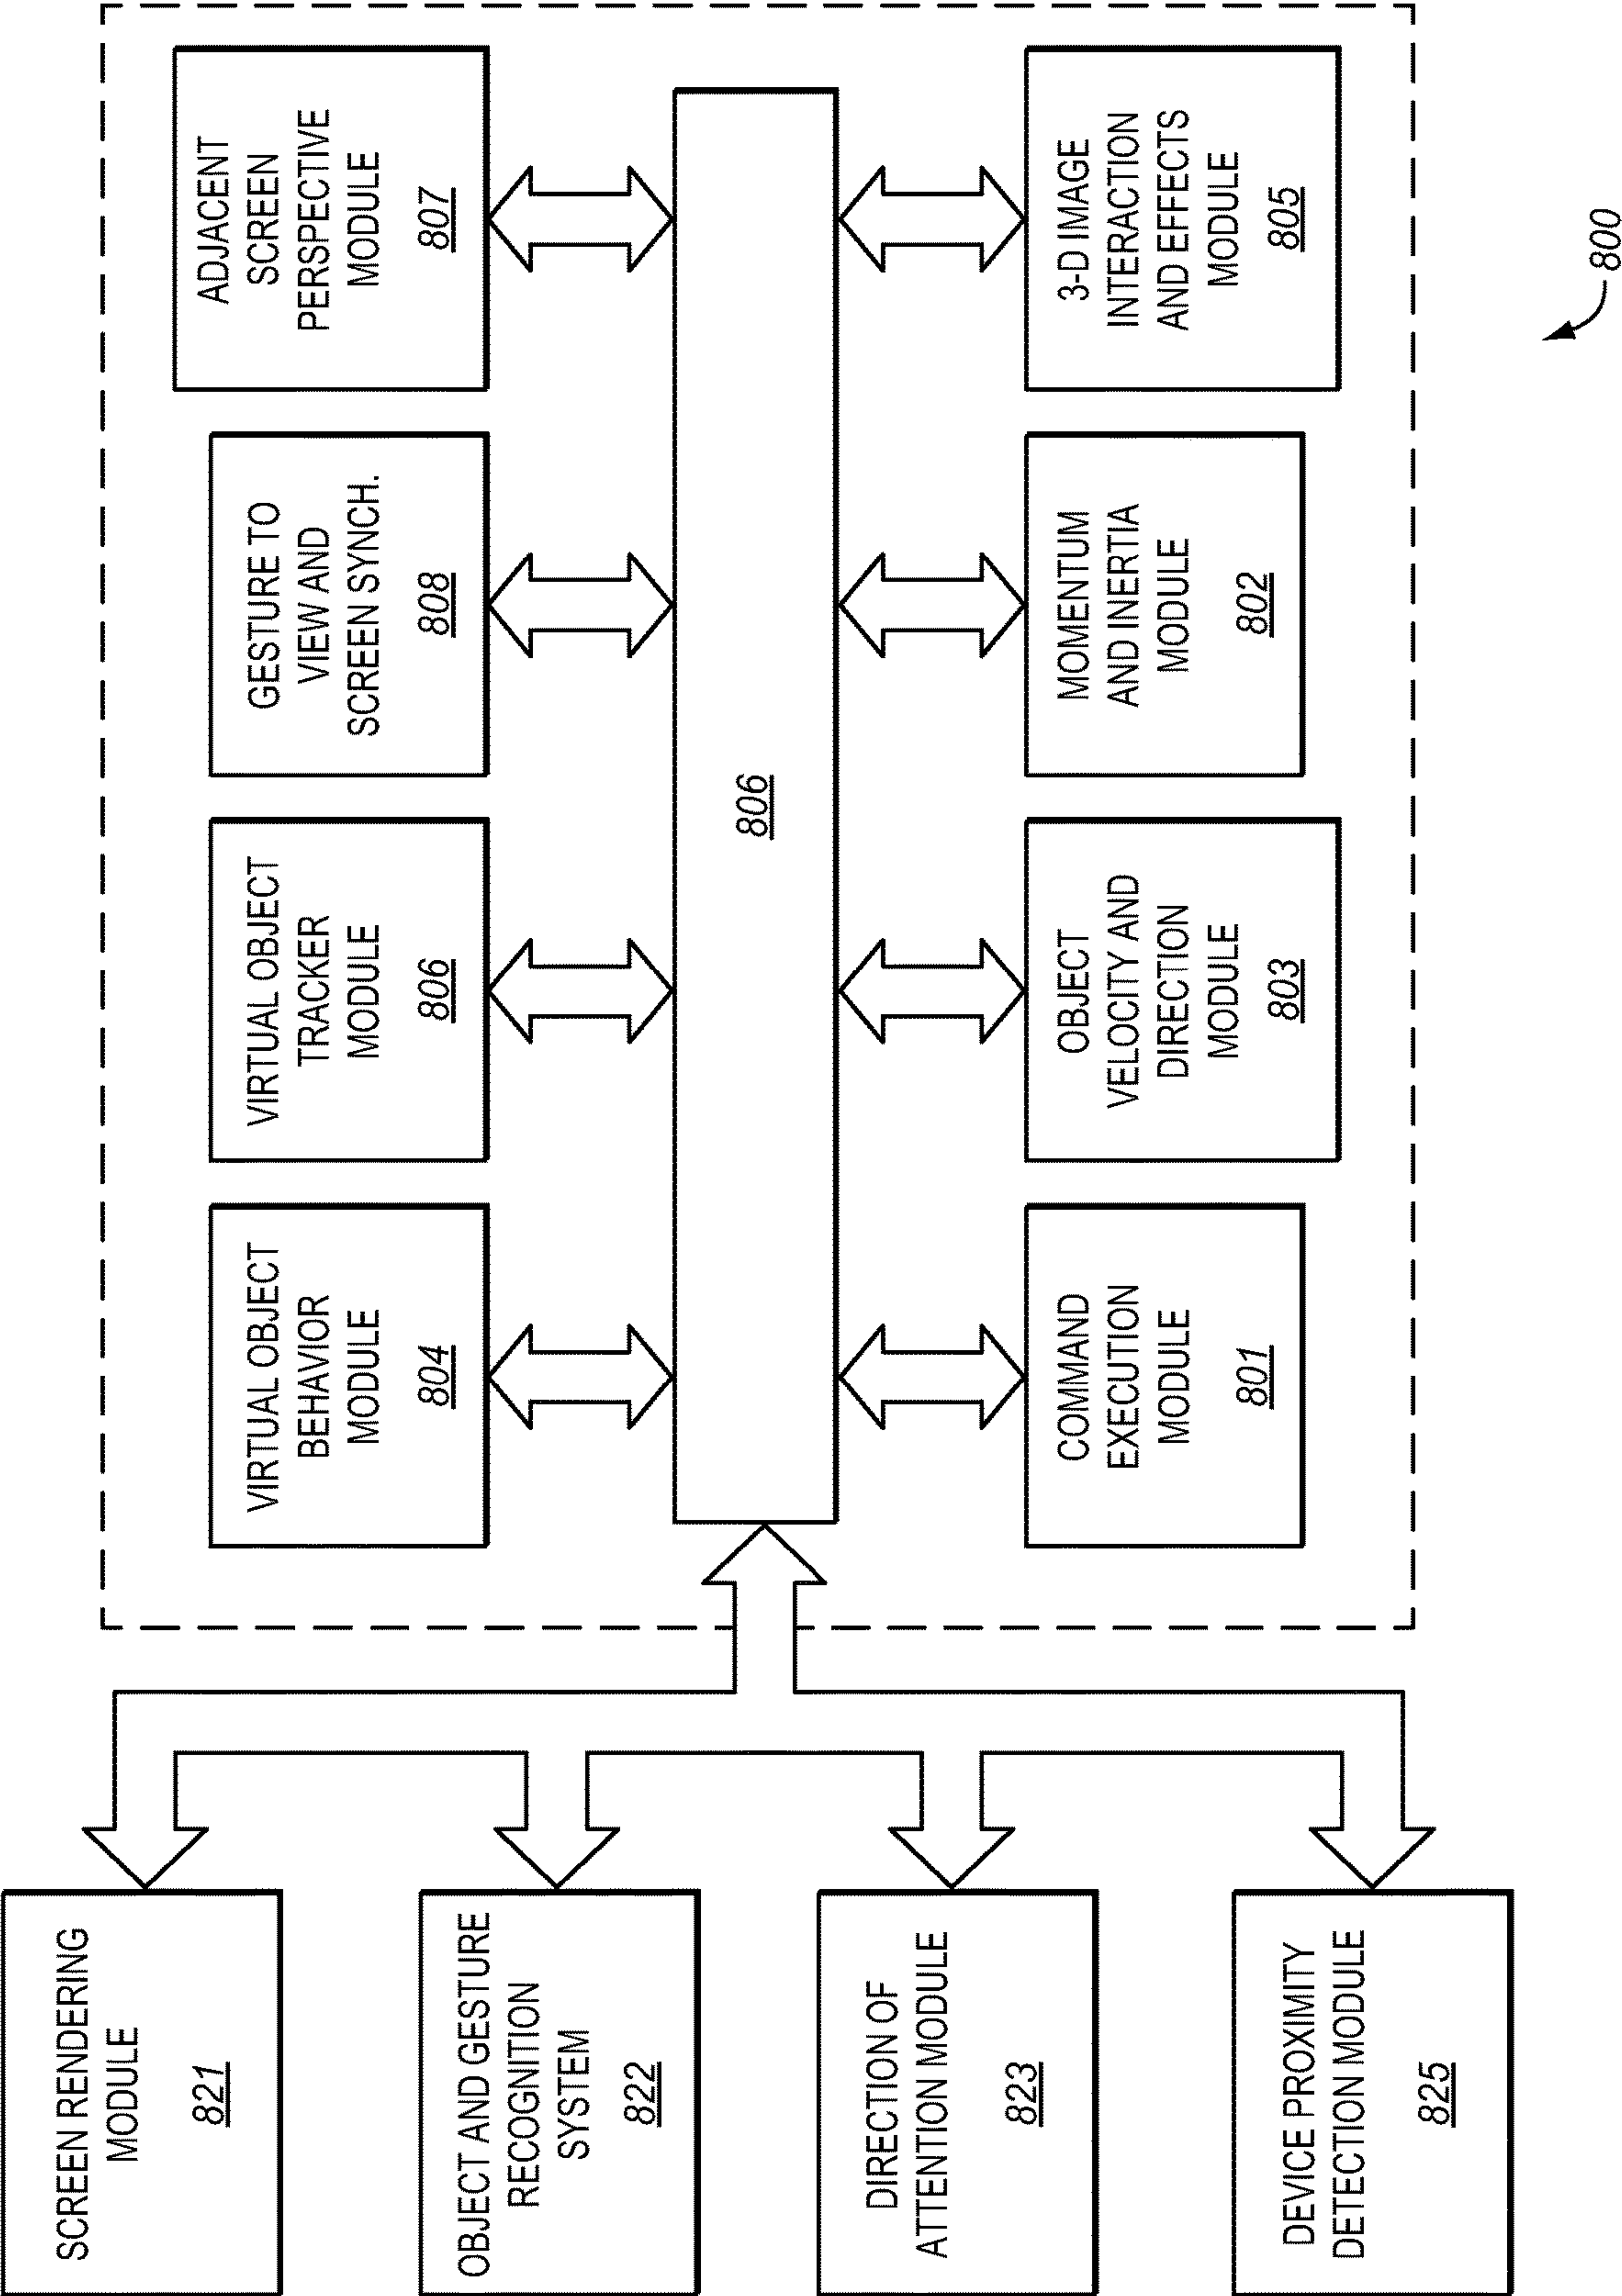 SCREEN RENDERING
MODULE
821
OBJECT AND GESTURE
RECOGNITION
SYSTEM
822
DIRECTION OF
ATTENTION MODULE
823
DEVICE PROXIMITY
DETECTION MODULE
825
VIRTUAL OBJECT
BEHAVIOR
MODULE
804
VIRTUAL OBJECT
TRACKER
MODULE
806
GESTURE TO
VIEW AND
SCREEN SYNCH.
808
ADJACENT
SCREEN
PERSPECTIVE
MODULE
807
806
COMMAND
EXECUTION
MODULE
801
OBJECT
VELOCITY AND
DIRECTION
MODULE
803
MOMENTUM
AND INERTIA
MODULE
802
3-D IMAGE
INTERACTION
AND EFFECTS
MODULE
805
800